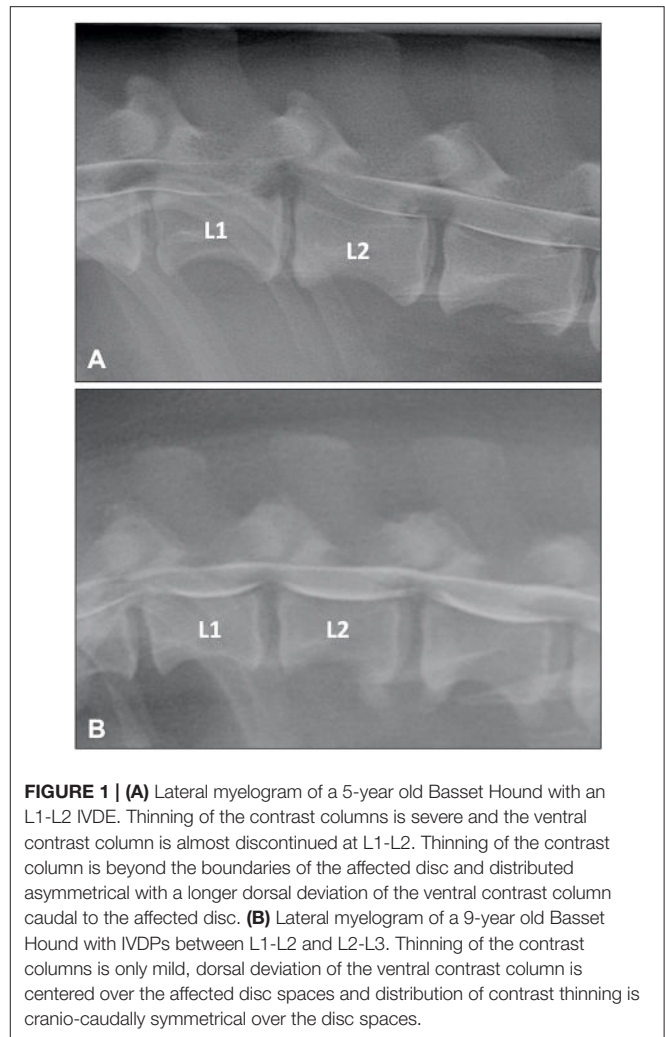 L1
L2
A
L1
L2
B
FIGURE 1 | (A) Lateral myelogram of a 5-year old Basset Hound with an
L1-L2 IVDE. Thinning of the contrast columns is severe and the ventral
contrast column is almost discontinued at L1-L2. Thinning of the contrast
column is beyond the boundaries of the affected disc and distributed
asymmetrical with a longer dorsal deviation of the ventral contrast column
caudal to the affected disc. (B) Lateral myelogram of a 9-year old Basset
Hound with IVDPs between L1-L2 and L2-L3. Thinning of the contrast
columns is only mild, dorsal deviation of the ventral contrast column is
centered over the affected disc spaces and distribution of contrast thinning is
cranio-caudally symmetrical over the disc spaces.